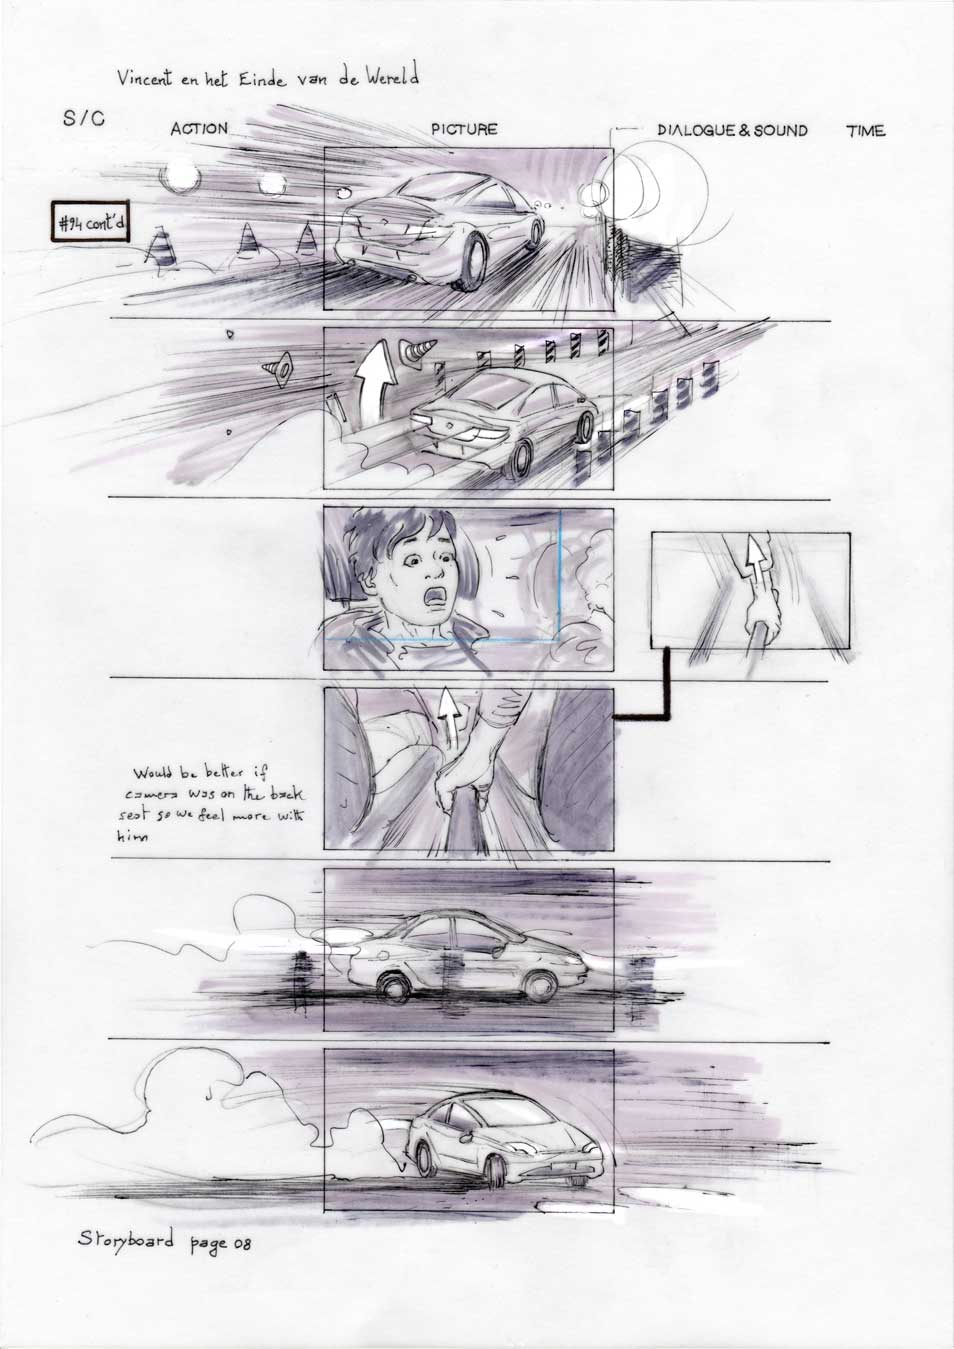 Vincent en het Einde van de Wereld
S/C
ACTION
PICTURE
DIALOGUE & SOUND
TIME
#94 cont'd
Would be better if
camera was on the back
seat so we feel more with
him
Storyboard page 08